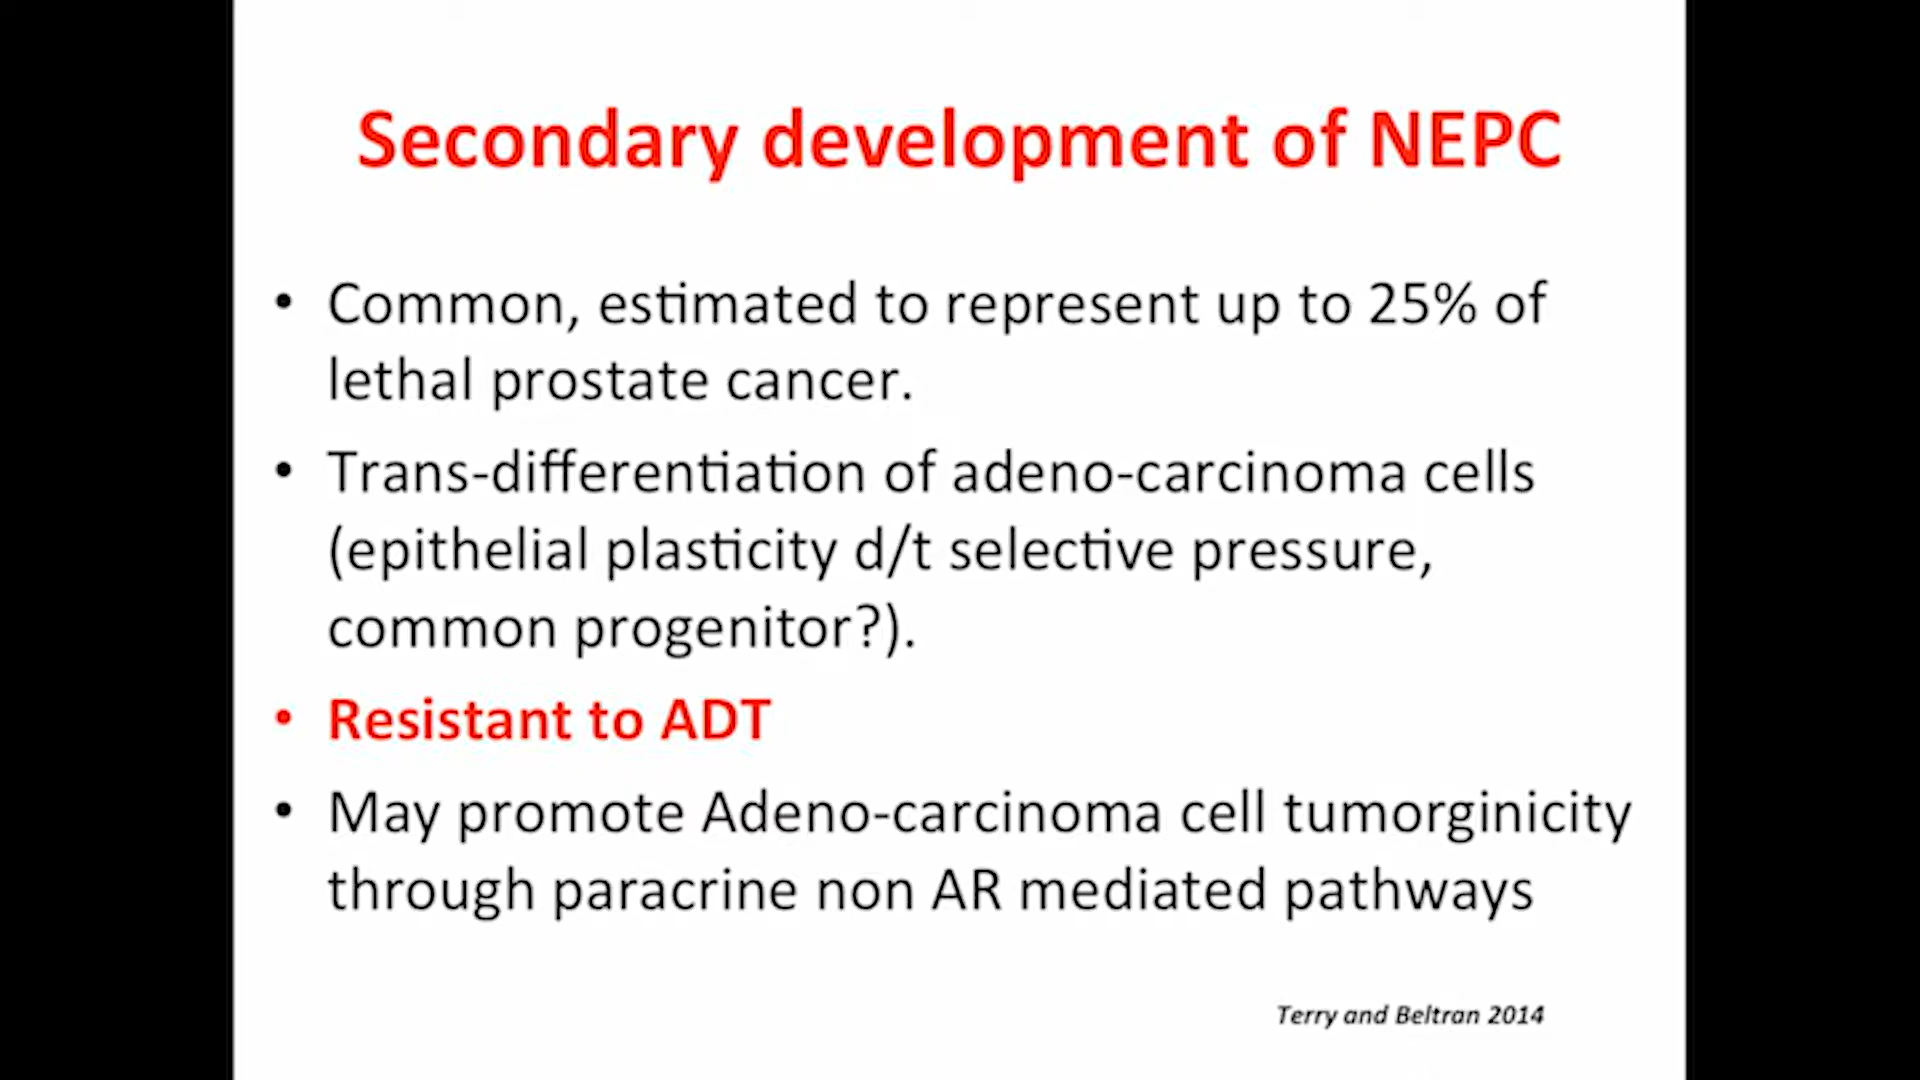 Secondary development of NEPC
• Common, estimated to represent up to 25% of
lethal prostate cancer.
• Trans-differentiation of adeno-carcinoma cells
(epithelial plasticity d/t selective pressure,
common progenitor?).
• Resistant to ADT
• May promote Adeno-carcinoma cell tumorginicity
through paracrine non AR mediated pathways
Terry and Beltran 2014